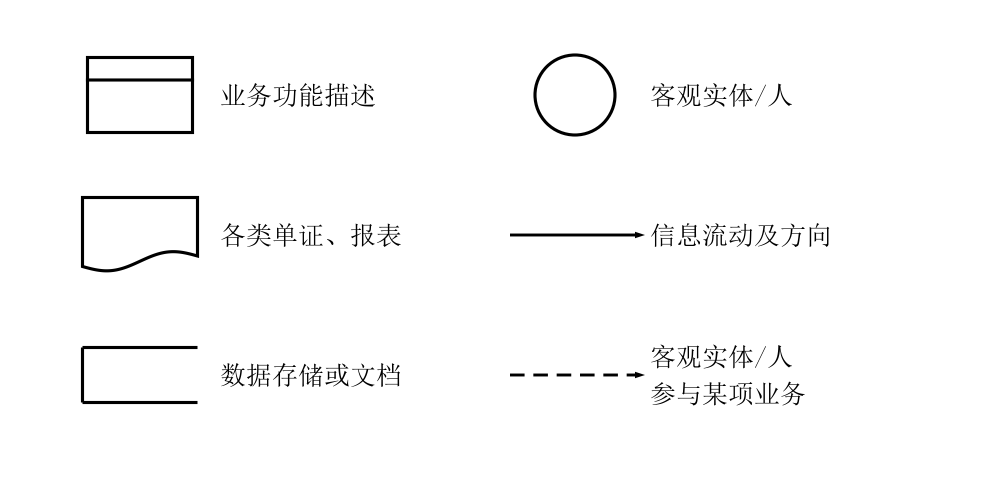 业务功能描述
客观实体/人
各类单证、报表
信息流动及方向
数据存储或文档
客观实体/人
参与某项业务